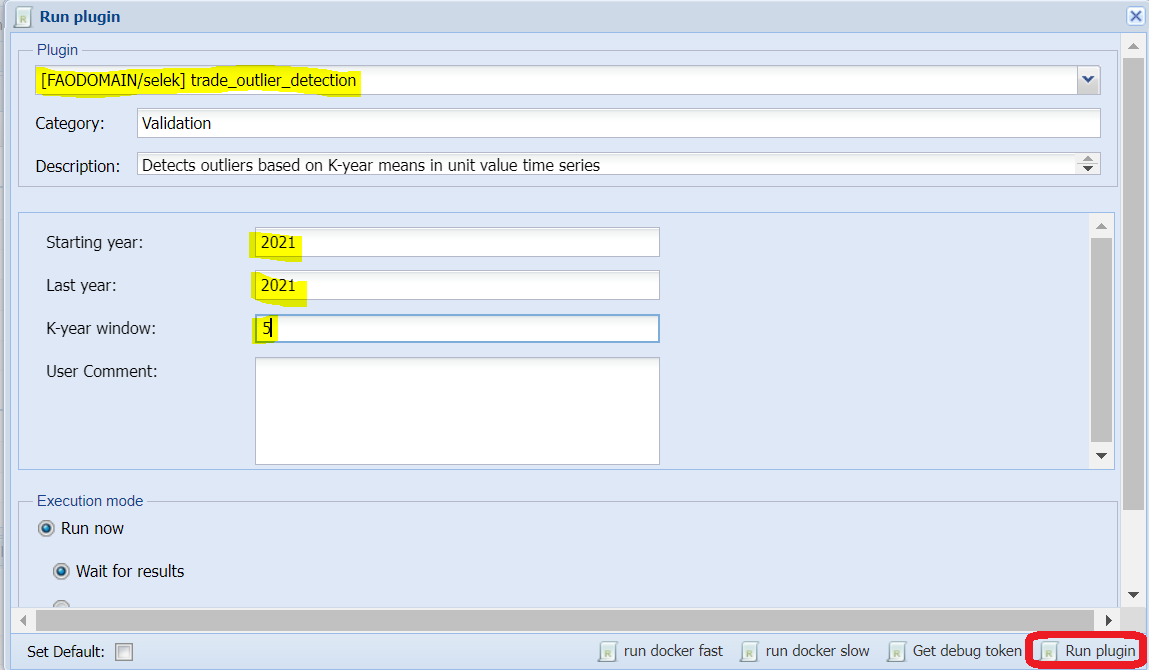 Run plugin
Plugin
[FAODOMAIN/selek] trade_outlier_detection
Category: Validation
Description: Detects outliers based on K-year means in unit value time series
Starting year: 2021
Last year: 2021
K-year window: 5
User Comment:
Execution mode
Run now
Wait for results
Set Default: run docker fast run docker slow Get debug token Run plugin